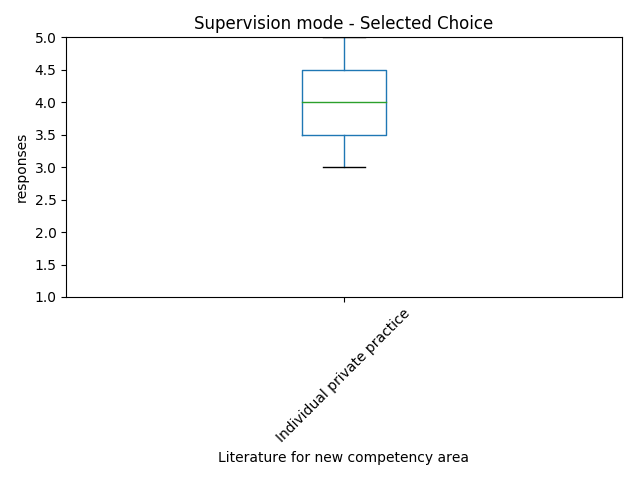 Supervision mode - Selected Choice
5.0
4.5
4.0
3.5
3.0
2.5
2.0
1.5
1.0
responses
Individual private practice
Literature for new competency area